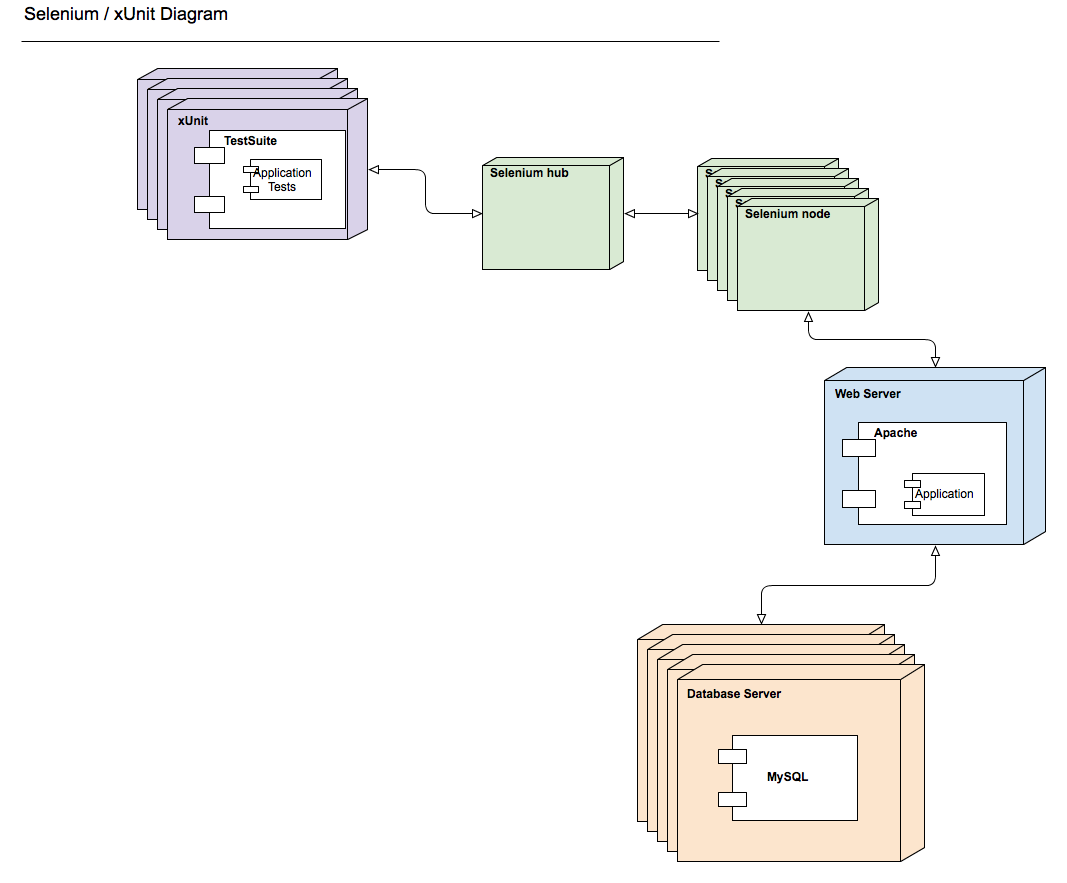 Selenium / xUnit Diagram
xUnit
TestSuite
Application
Tests
Selenium hub
S
S
S
S
Selenium node
Web Server
Apache
Application
Database Server
MySQL